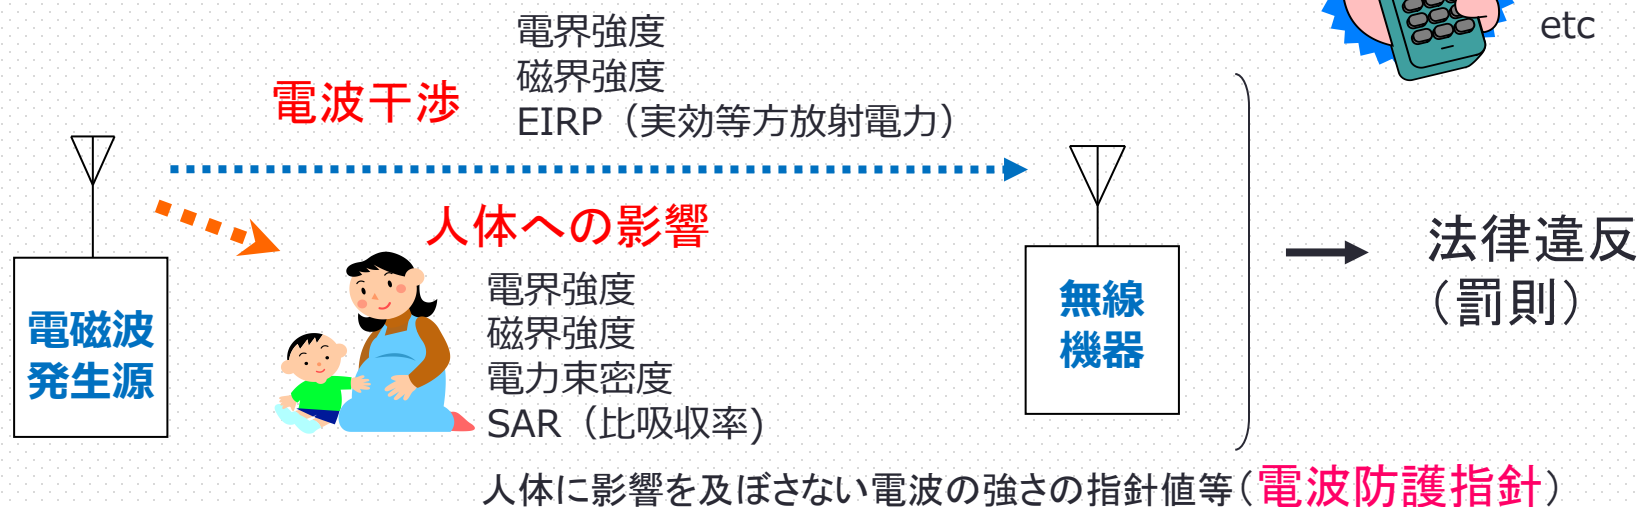 etc
電界強度
磁界強度
EIRP（実効等方放射電力）
電波干渉
人体への影響
電界強度
磁界強度
電力束密度
SAR（比吸収率)
電磁波
発生源
無線
機器
法律違反
（罰則）
人体に影響を及ぼさない電波の強さの指針値等（電波防護指針）